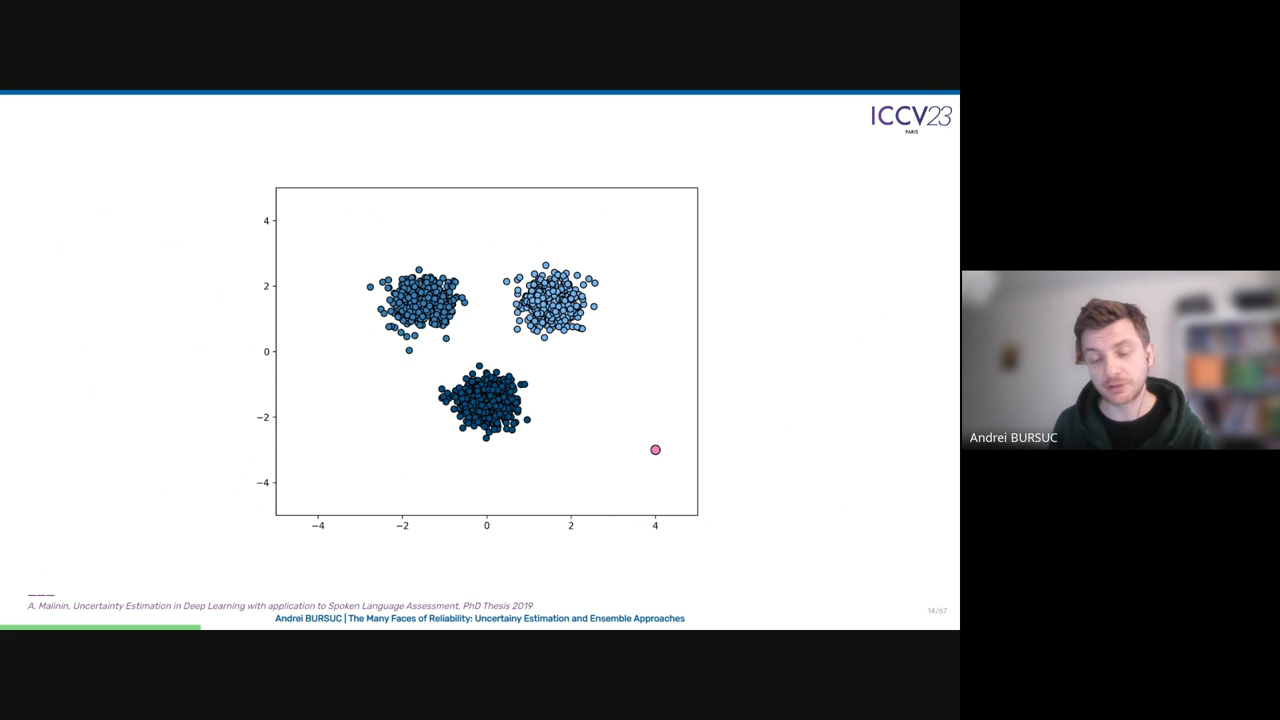 ICCV23
PARIS
4
2
0
−2
−4
−4
−2
0
2
4
Andrei BURSUC
A. Malinin, Uncertainty Estimation in Deep Learning with application to Spoken Language Assessment, PhD Thesis 2019
14/67
Andrei BURSUC | The Many Faces of Reliability: Uncertainy Estimation and Ensemble Approaches